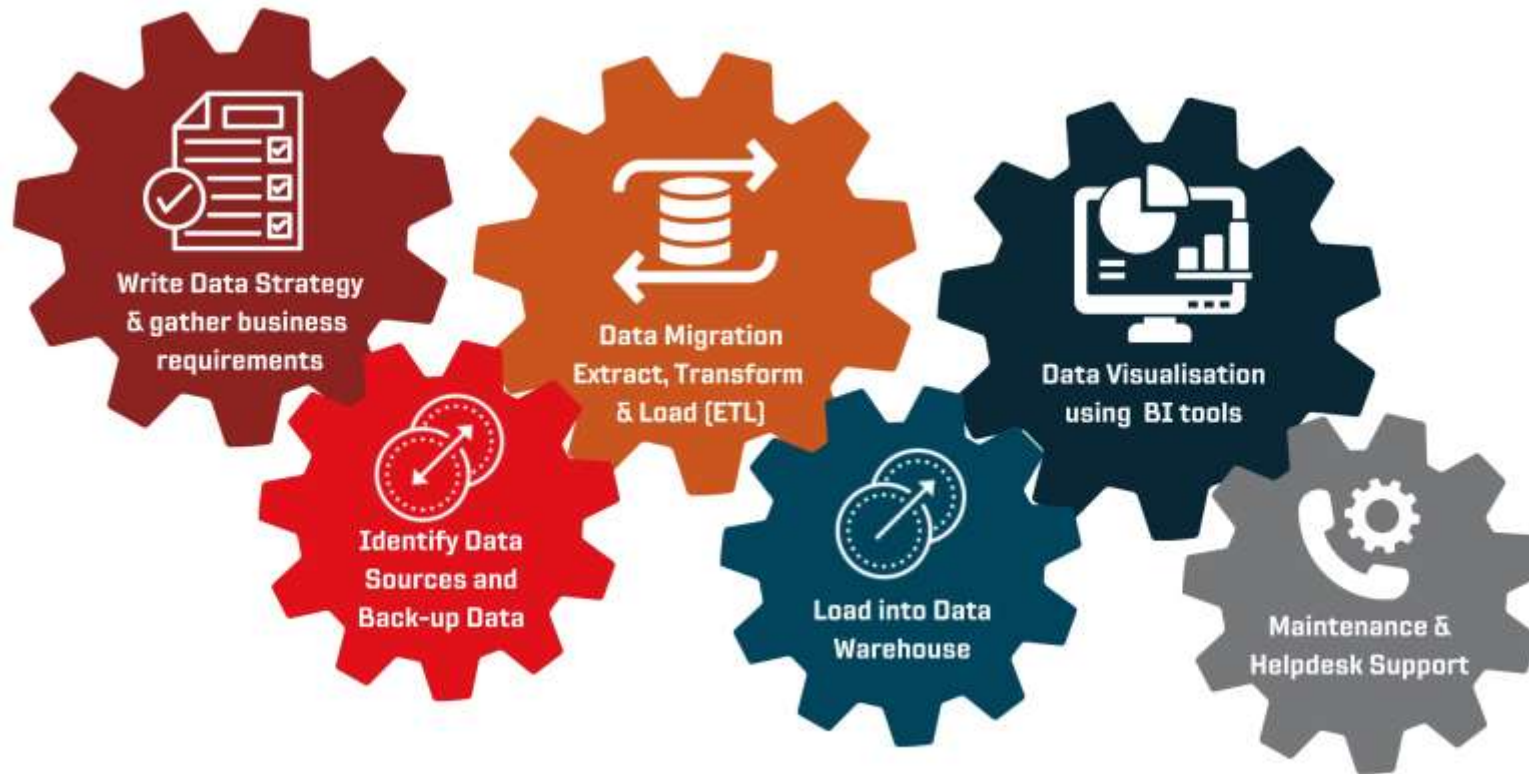 Write Data Strategy
& gather business
requirements
Identify Data
Sources and
Back-up Data
Data Migration
Extract, Transform
& Load (ETL)
Load into Data
Warehouse
Data Visualisation
using BI tools
Maintenance &
Helpdesk Support